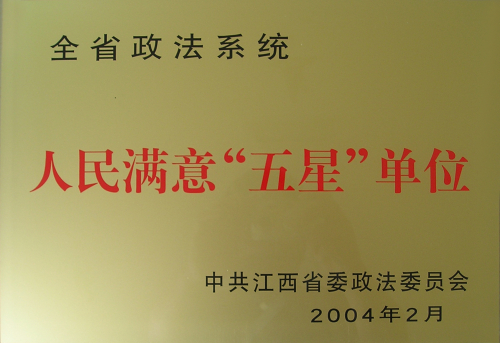 全省政法系统
人民满意“五星”单位
中共江西省委政法委员会
2004年2月